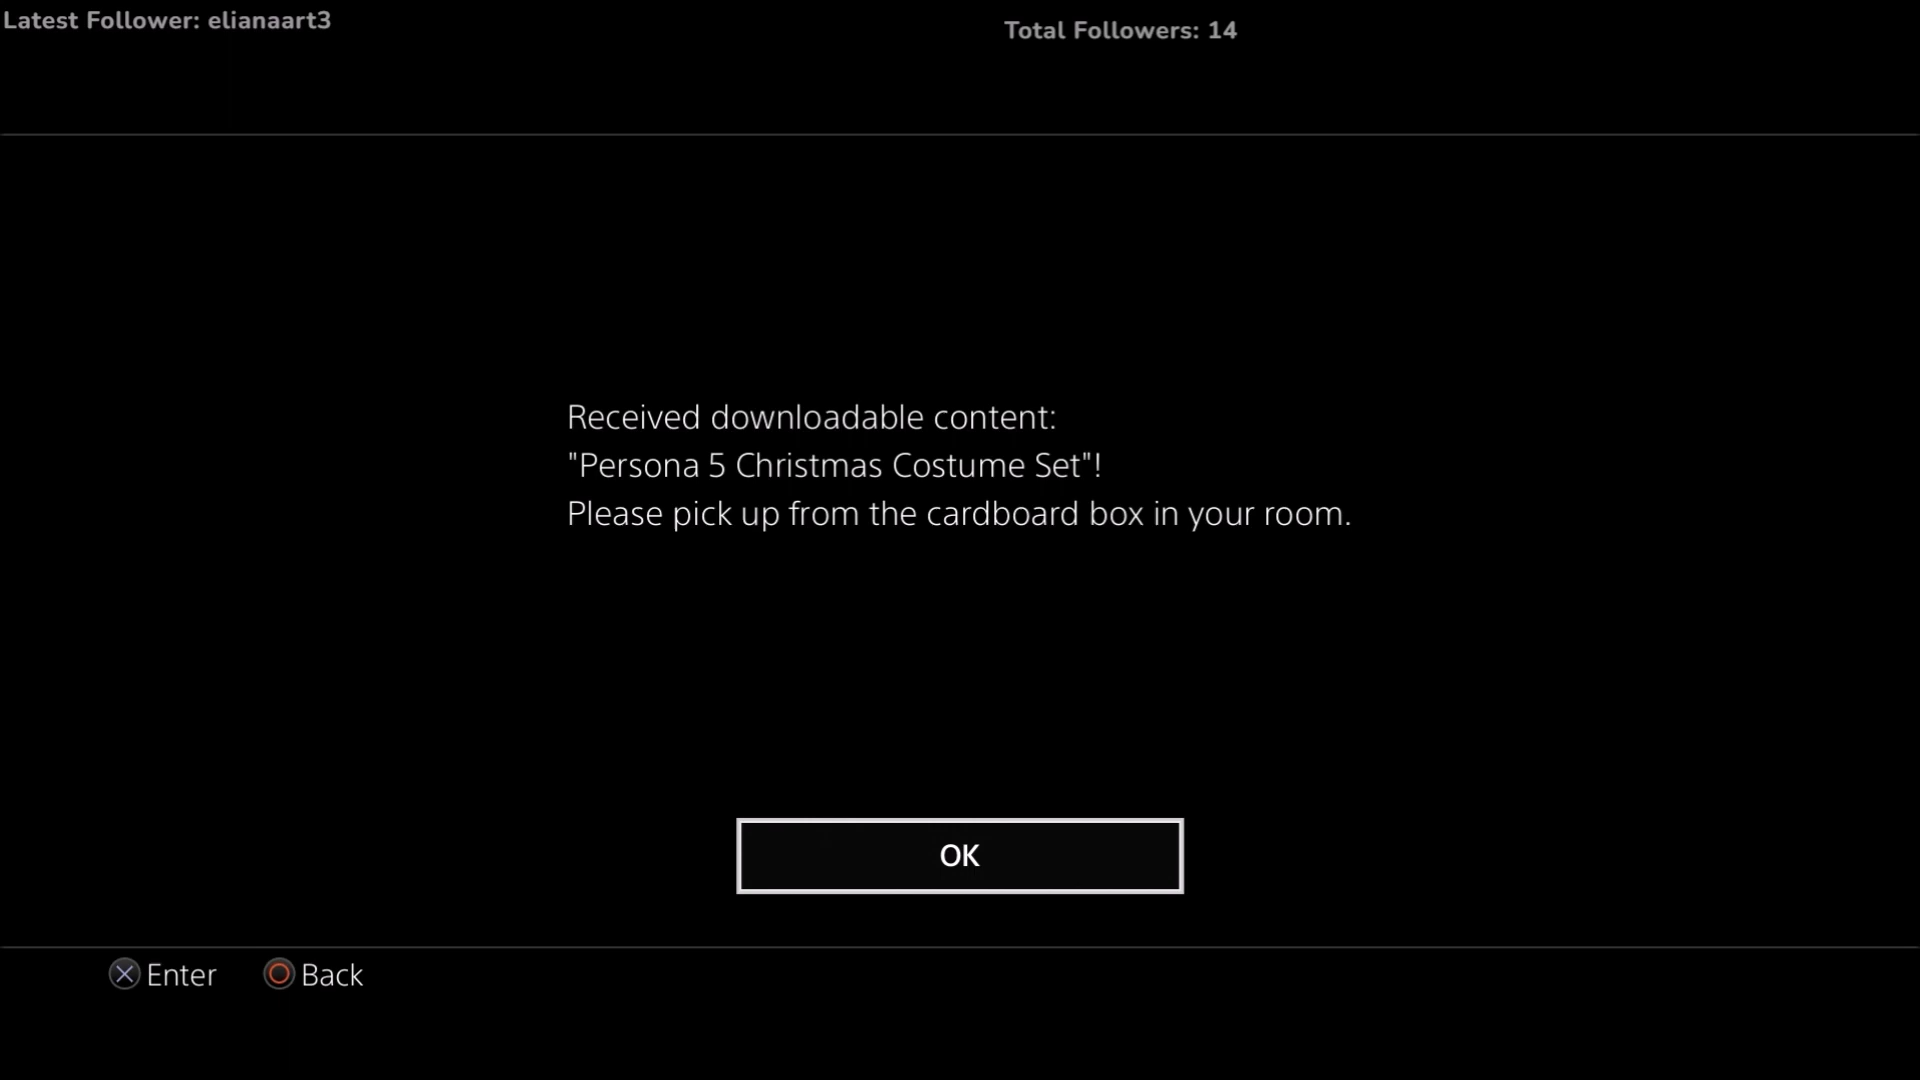 Latest Follower: elianaart3
Total Followers: 14
Received downloadable content:
"Persona 5 Christmas Costume Set"!
Please pick up from the cardboard box in your room.
OK
Enter
Back